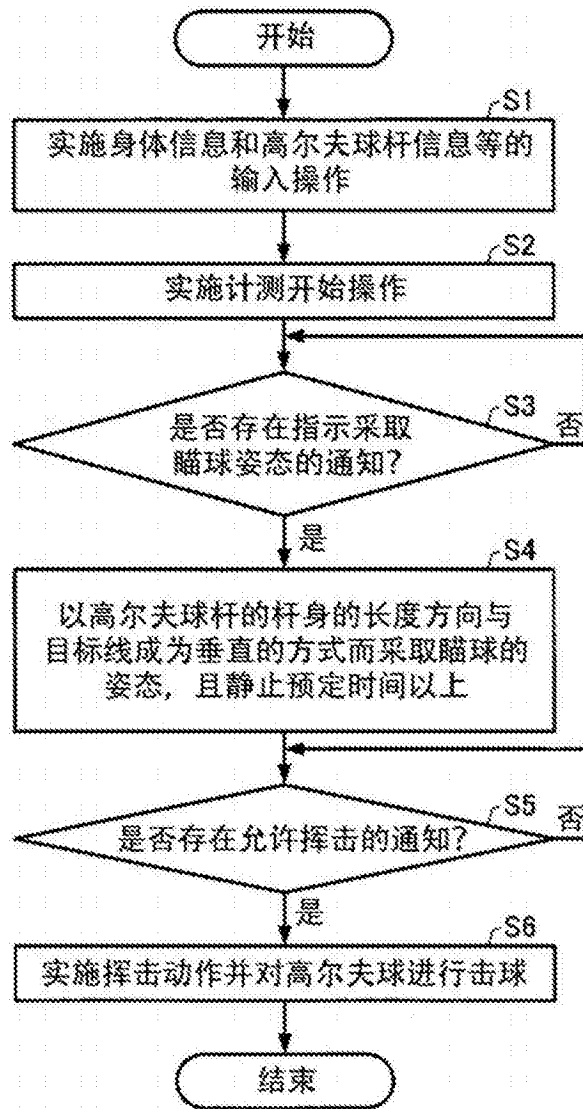 开始
S1
实施身体信息和高尔夫球杆信息等的
输入操作
S2
实施计测开始操作
S3
是否存在指示采取
瞄球姿态的通知？
否
是
S4
以高尔夫球杆的杆身的长度方向与
目标线成为垂直的方式而采取瞄球的
姿态，且静止预定时间以上
S5
是否存在允许挥击的通知？
否
是
S6
实施挥击动作并对高尔夫球进行击球
结束